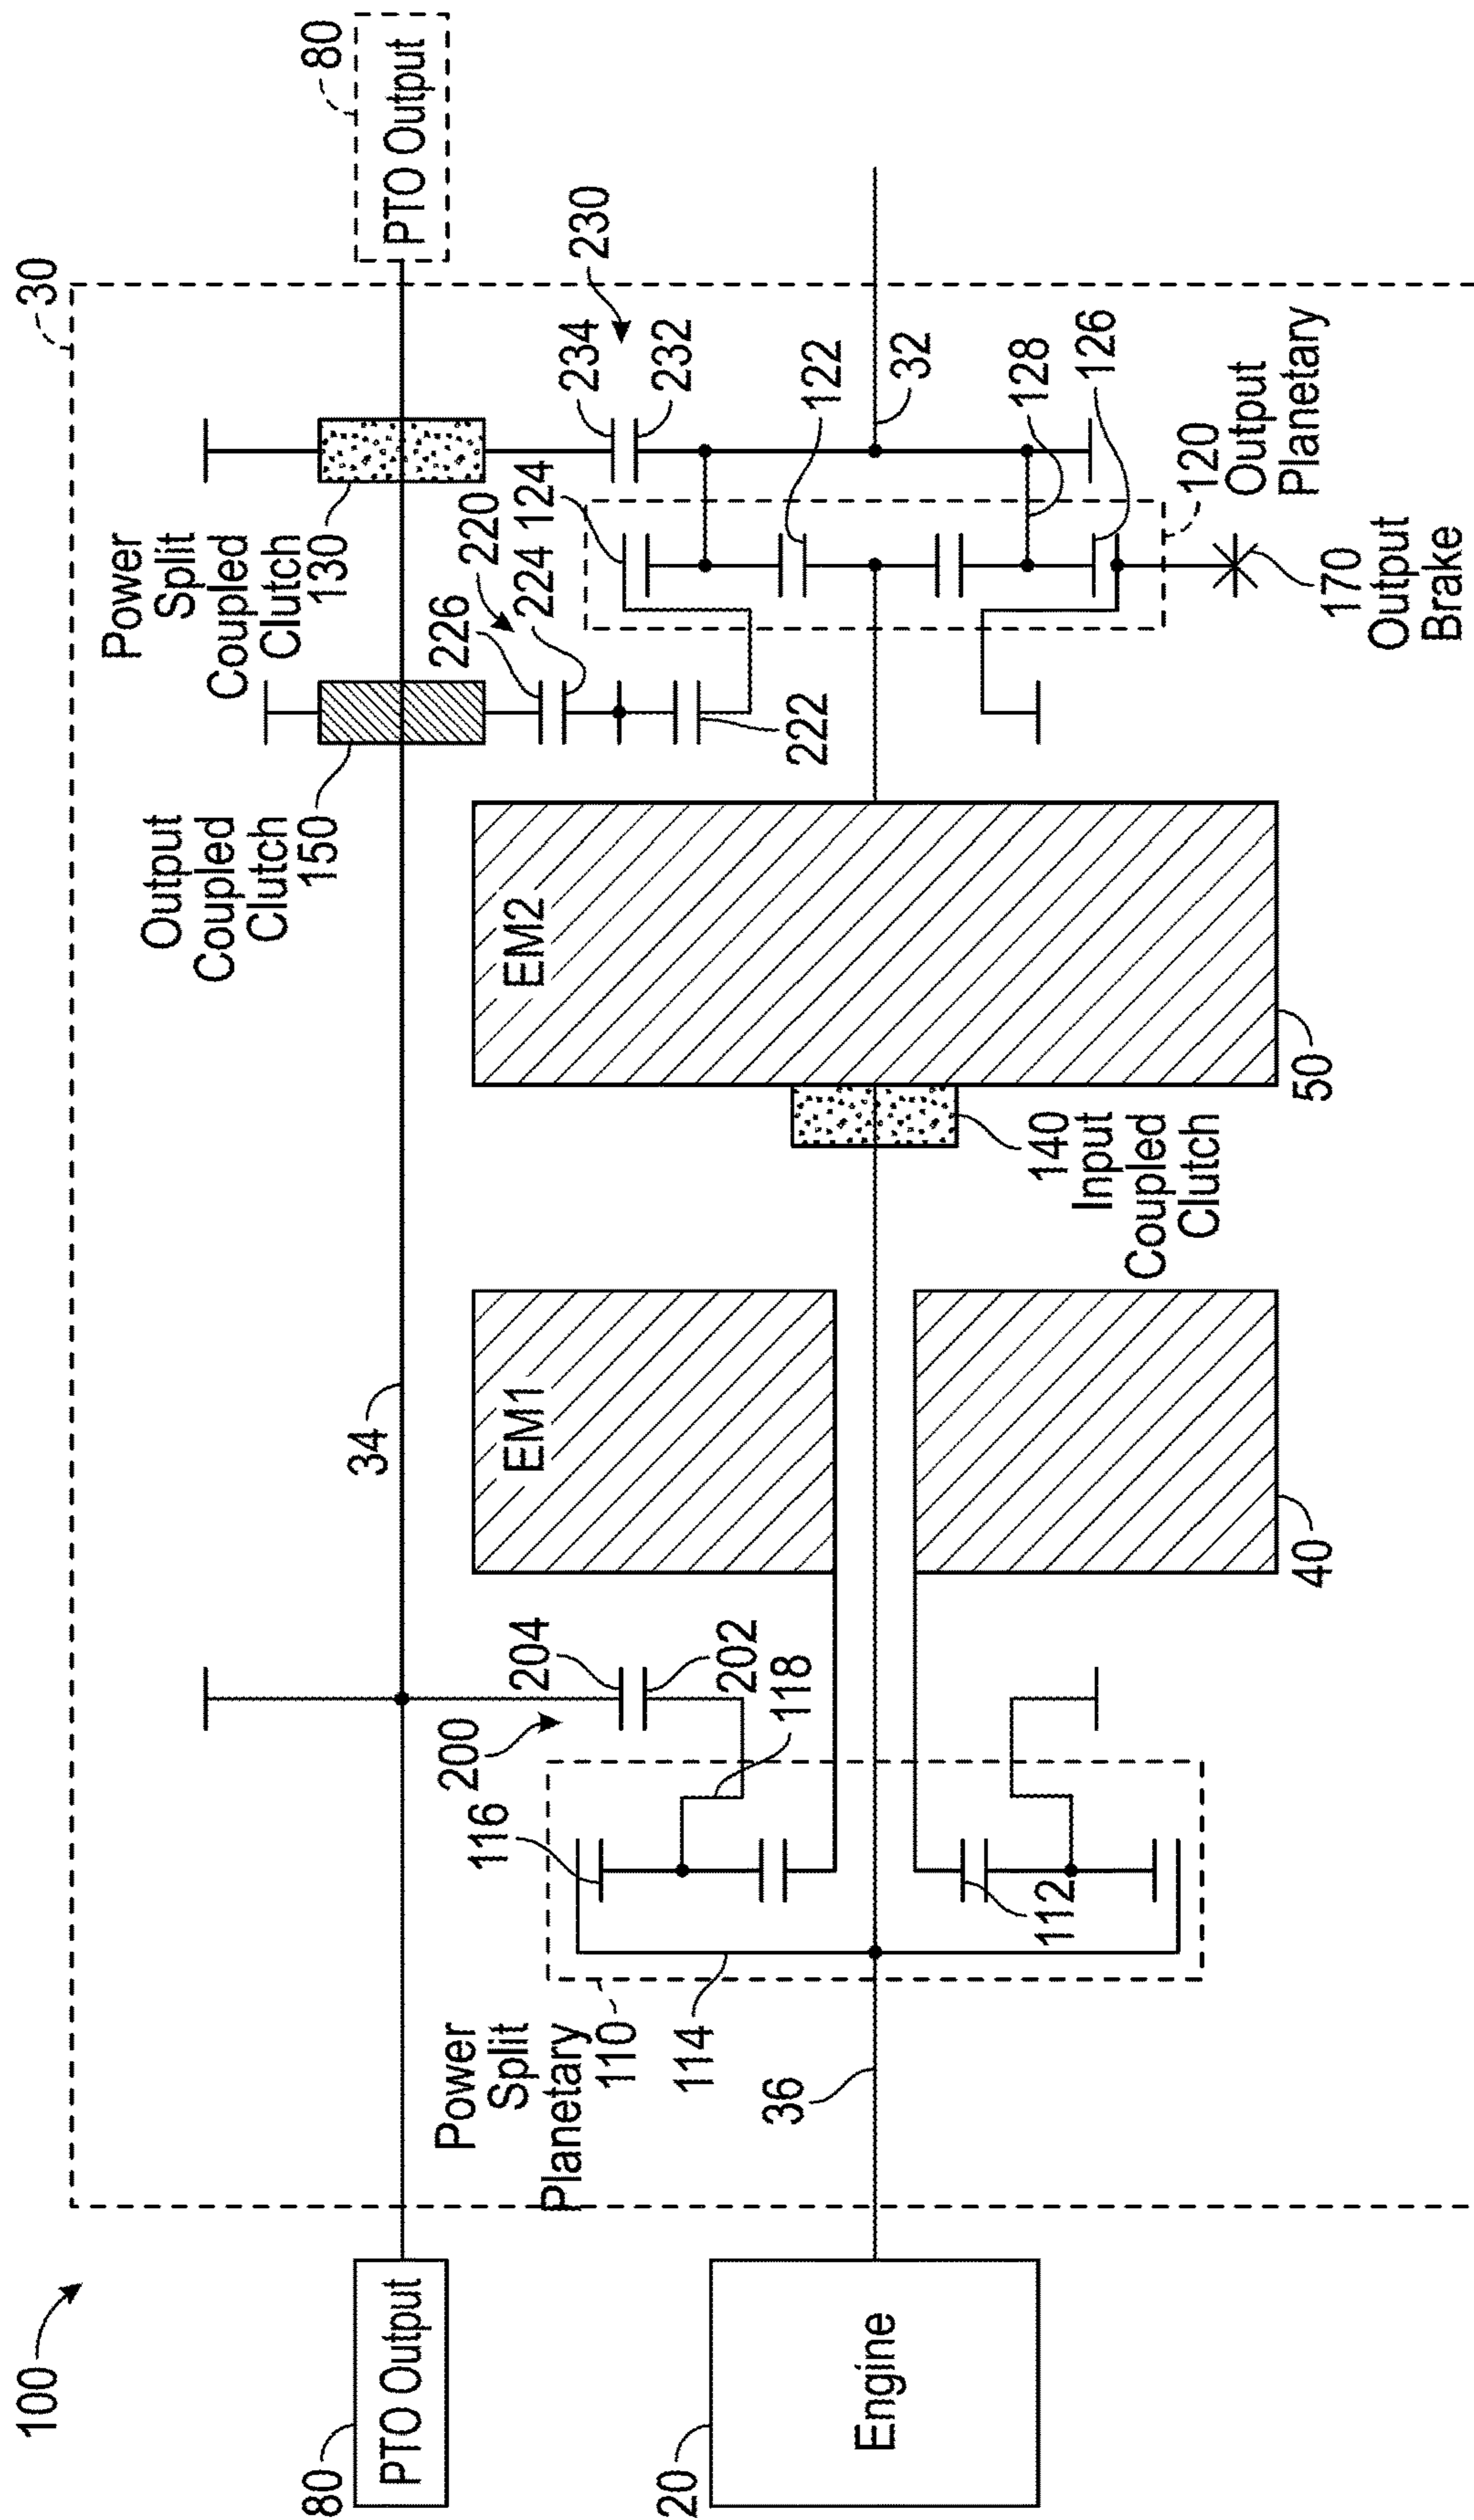 100
30
80
PTO Output
20
Engine
36
Power
Split
Planetary
110
114
116
118
112
200
204
202
34
EM1
40
EM2
50
140
Input
Coupled
Clutch
Output
Coupled
Clutch
150
Power
Split
Coupled
Clutch
130
226
220
224
222
124
234
232
230
122
32
128
126
120
Output
Planetary
170
Output
Brake
80
PTO Output